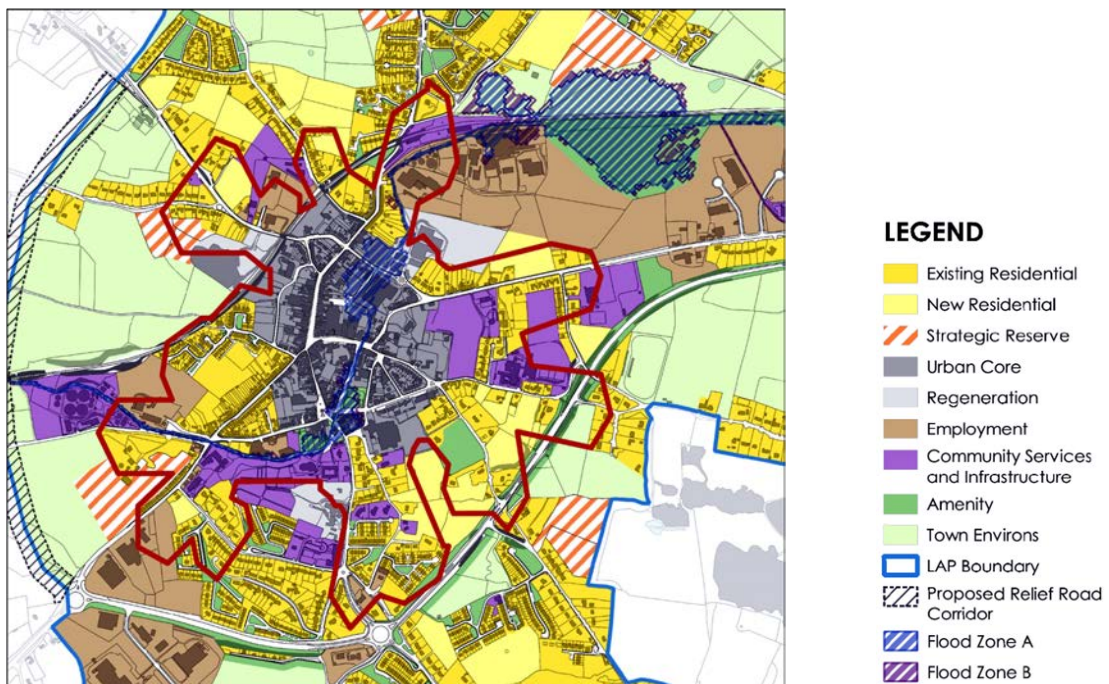 LEGEND
Existing Residential
New Residential
Strategic Reserve
Urban Core
Regeneration
Employment
Community Services
and Infrastructure
Amenity
Town Environs
LAP Boundary
Proposed Relief Road
Corridor
Flood Zone A
Flood Zone B